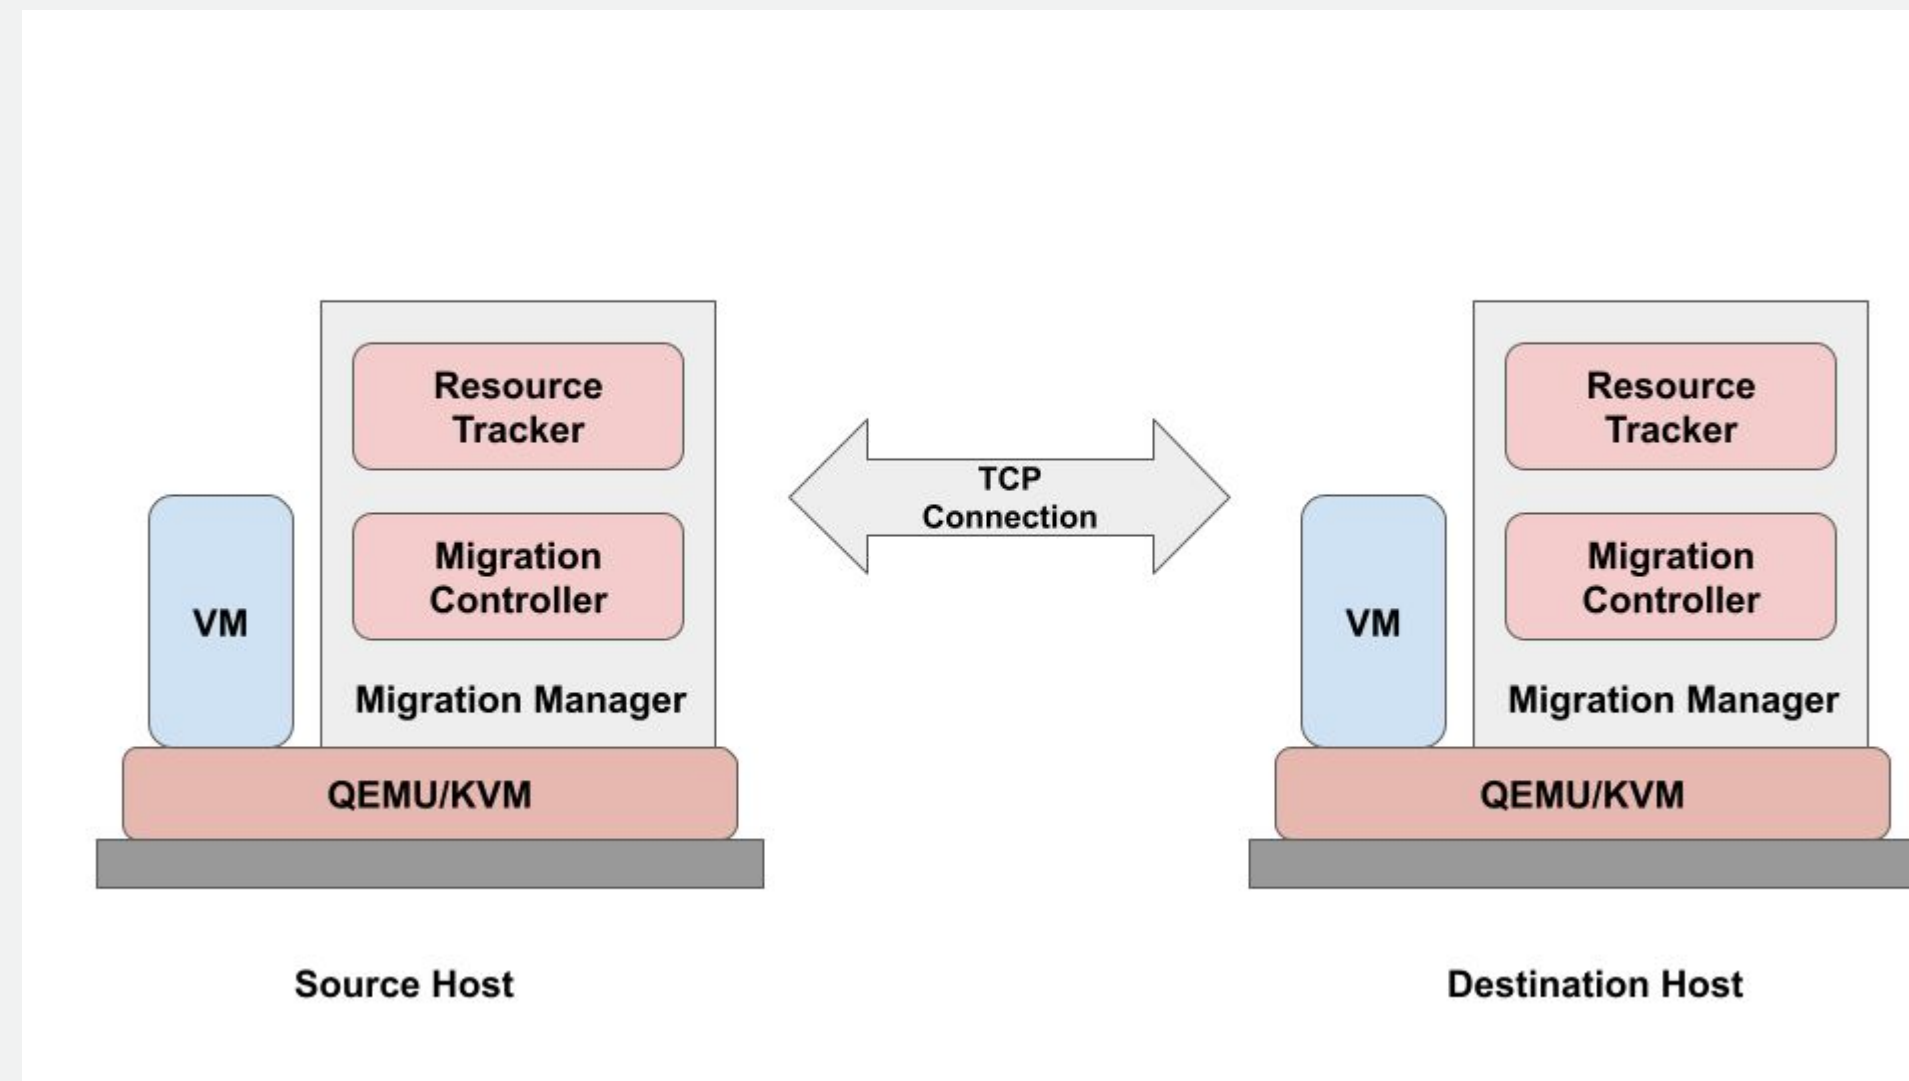 Resource
Tracker
Migration
Controller
VM
Migration Manager
QEMU/KVM
Source Host
TCP
Connection
Resource
Tracker
Migration
Controller
VM
Migration Manager
QEMU/KVM
Destination Host